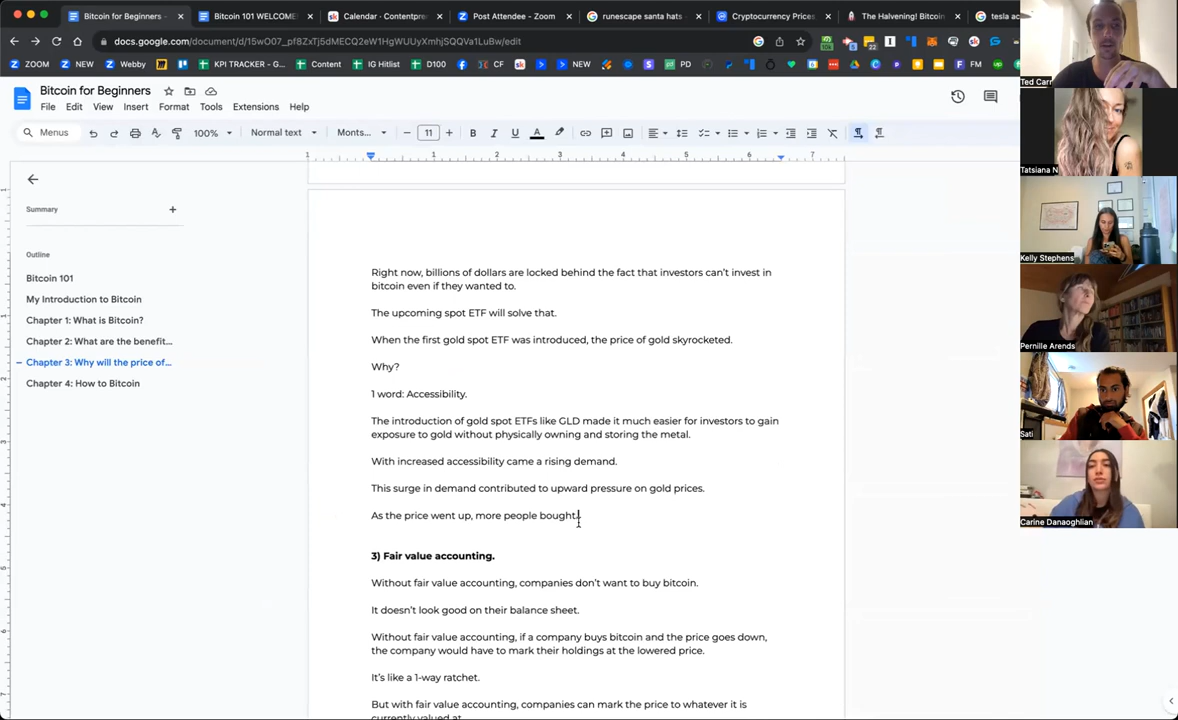 Bitcoin for Beginners -
Bitcoin 101 WELCOME
Calendar - Contentpre
Post Attendee - Zoom
runescape santa hats -
Cryptocurrency Prices
The Halvening! Bitcoin
tesla ac
docs.google.com/document/d/15wO07_pf8ZxTj5dMECQ2eW1HgWUUyXmhjSQQVa1LuBw/edit
ZOOM
NEW
Webby
KPI TRACKER - G...
Content
IG Hitlist
D100
CF
NEW
PD
FM
Bitcoin for Beginners
File Edit View Insert Format Tools Extensions Help
Menus
100%
Normal text
Monts...
11
1 1 2 3 4 5 6 7
Summary
Outline
Bitcoin 101
My Introduction to Bitcoin
Chapter 1: What is Bitcoin?
Chapter 2: What are the benefit...
Chapter 3: Why will the price of...
Chapter 4: How to Bitcoin
Right now, billions of dollars are locked behind the fact that investors can't invest in
bitcoin even if they wanted to.
The upcoming spot ETF will solve that.
When the first gold spot ETF was introduced, the price of gold skyrocketed.
Why?
1 word: Accessibility.
The introduction of gold spot ETFs like GLD made it much easier for investors to gain
exposure to gold without physically owning and storing the metal.
With increased accessibility came a rising demand.
This surge in demand contributed to upward pressure on gold prices.
As the price went up, more people bought.
3) Fair value accounting.
Without fair value accounting, companies don't want to buy bitcoin.
It doesn't look good on their balance sheet.
Without fair value accounting, if a company buys bitcoin and the price goes down,
the company would have to mark their holdings at the lowered price.
It's like a 1-way ratchet.
But with fair value accounting, companies can mark the price to whatever it is
currently valued at.
Ted Carr
Tatsiana N
Kelly Stephens
Pernille Arends
Sati
Carine Danaoghlian